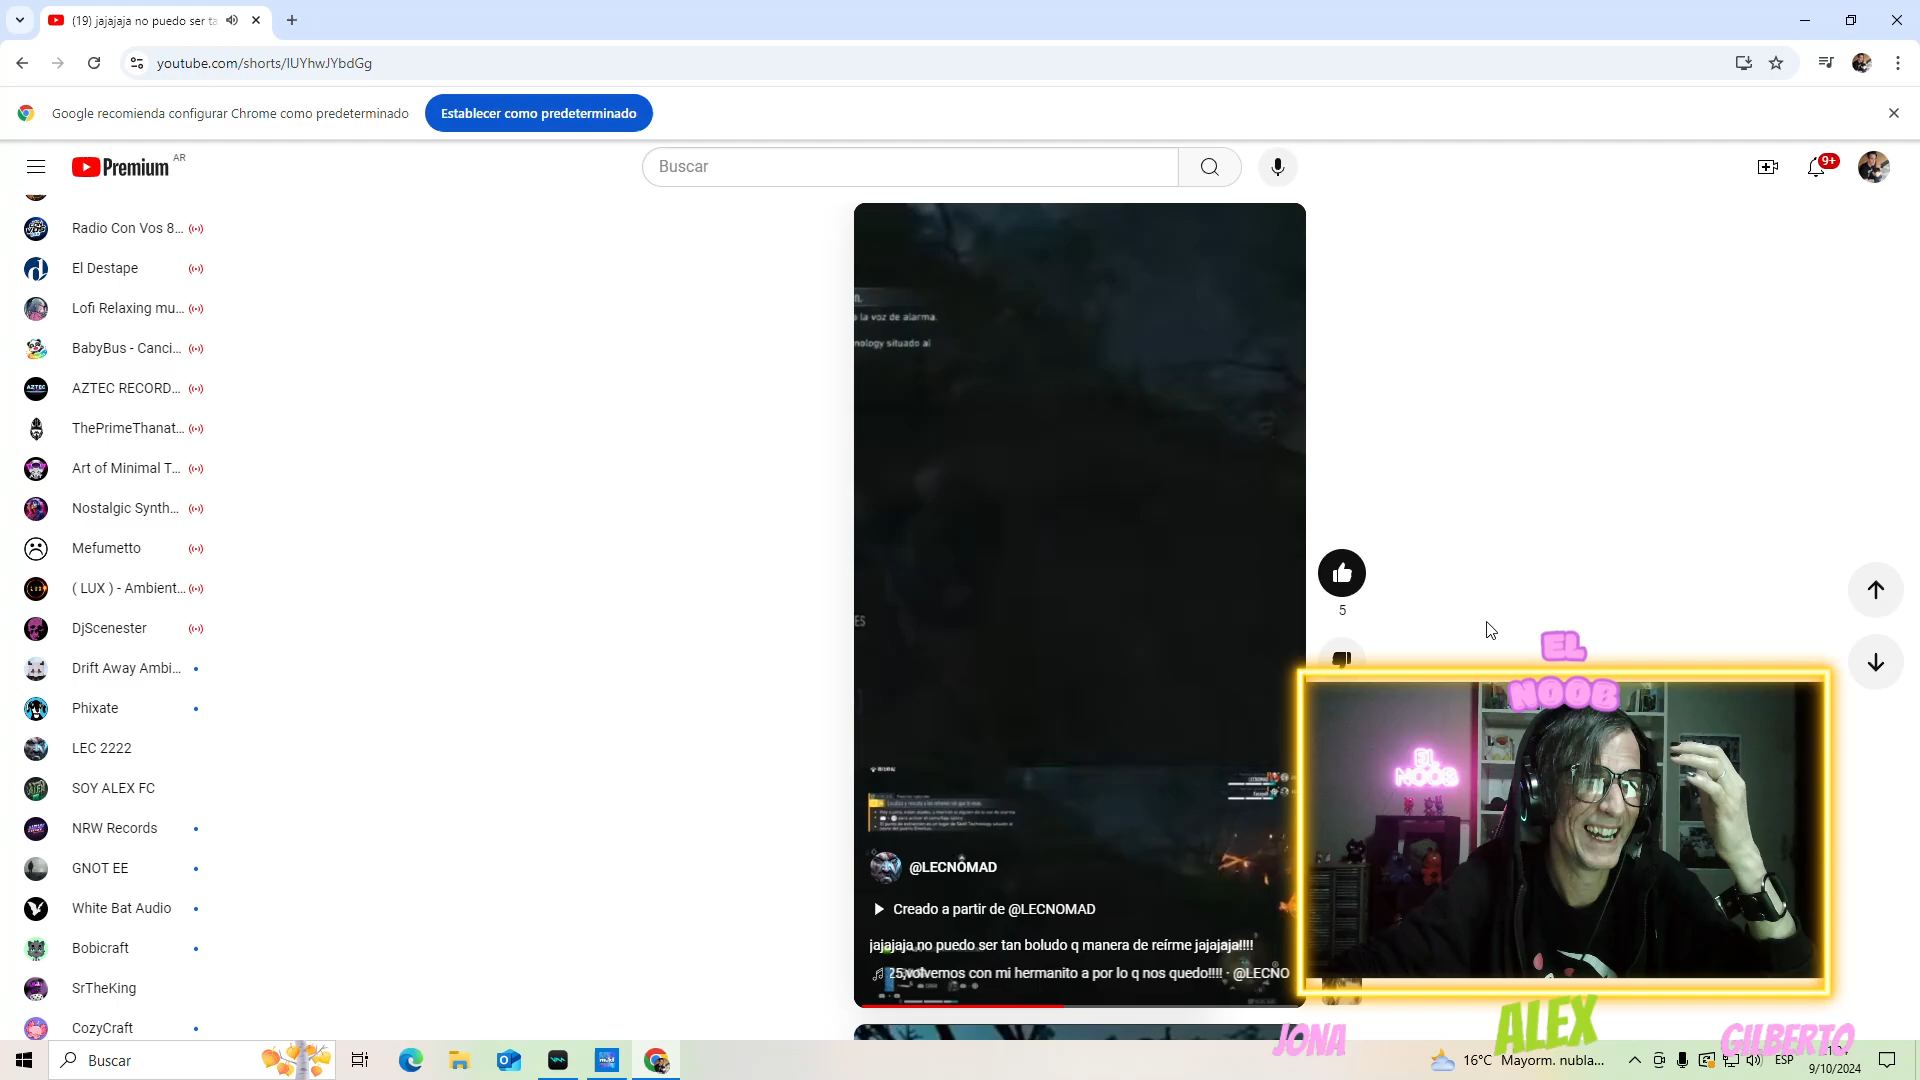 (19) jajajaja no puedo ser ta
youtube.com/shorts/lUYhwJYbdGg
Google recomienda configurar Chrome como predeterminado
Establecer como predeterminado
Premium
AR
Buscar
9+
Radio Con Vos 8...
El Destape
Lofi Relaxing mu...
BabyBus - Canci...
AZTEC RECORD...
ThePrimeThanat...
Art of Minimal T...
Nostalgic Synth...
Mefumetto
( LUX ) - Ambient...
DjScenester
Drift Away Ambi...
Phixate
LEC 2222
SOY ALEX FC
NRW Records
GNOT EE
White Bat Audio
Bobicraft
SrTheKing
CozyCraft
la voz de alarma.
nology situado al
ES
5
@LECNOMAD
Creado a partir de @LECNOMAD
jajajaja no puedo ser tan boludo q manera de reírme jajajaja!!!!
25,volvemos con mi hermanito a por lo q nos quedo!!!! · @LECNO
EL
NOOB
EL
NOOB
JONA
ALEX
GILBERTO
Buscar
16°C
Mayorm. nubla...
ESP
9/10/2024